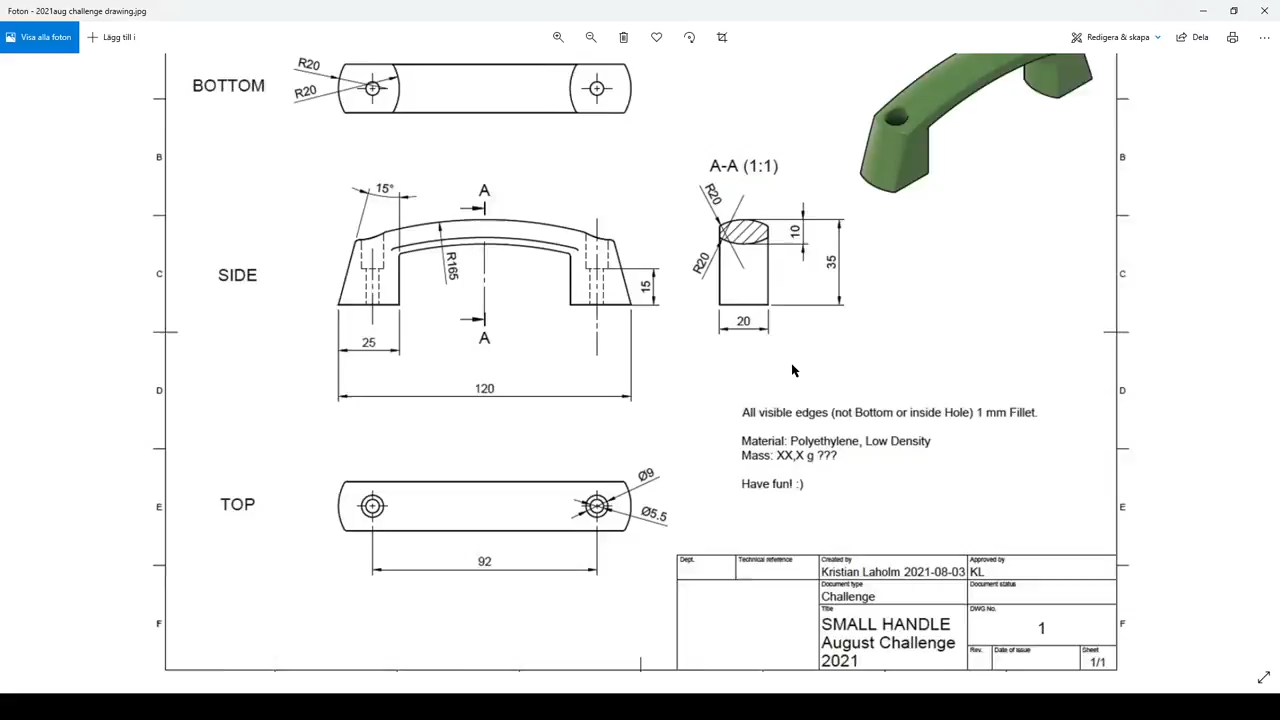 Foton - 2021aug challenge drawing.jpg
Visa alla foton
Lägg till i
Redigera & skapa
Dela
BOTTOM
R20
R20
B
B
A-A (1:1)
R20
R20
10
35
20
15°
A
SIDE
R165
15
C
C
A
25
120
D
D
All visible edges (not Bottom or inside Hole) 1 mm Fillet.
Material: Polyethylene, Low Density
Mass: XX,X g ???
Have fun! :)
TOP
Ø9
Ø5.5
E
E
92
F
F
Dept.
Technical reference
Created by
Kristian Laholm 2021-08-03
Approved by
KL
Document type
Challenge
Document status
Title
SMALL HANDLE
August Challenge
2021
DWG No.
1
Rev.
Date of issue
Sheet
1/1